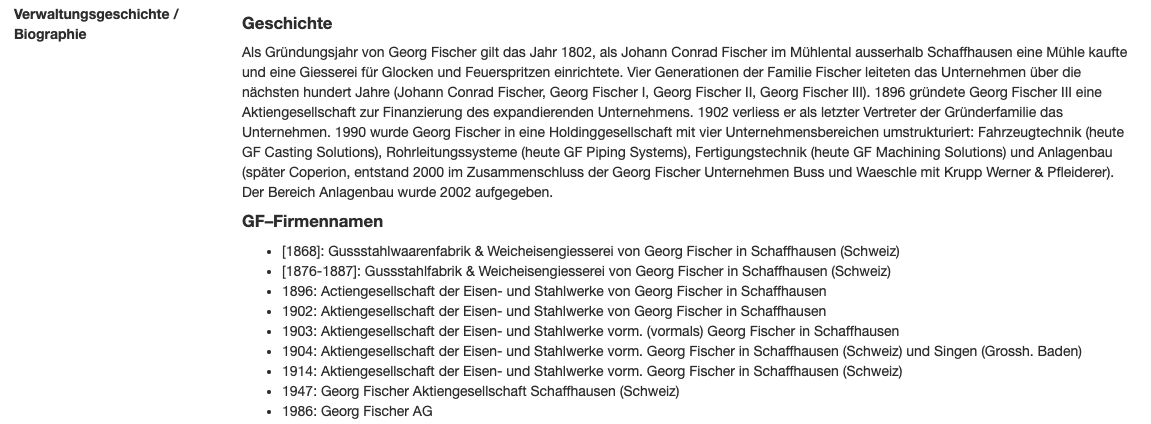 Verwaltungsgeschichte /
Biographie
Geschichte
Als Gründungsjahr von Georg Fischer gilt das Jahr 1802, als Johann Conrad Fischer im Mühlental ausserhalb Schaffhausen eine Mühle kaufte
und eine Giesserei für Glocken und Feuerspritzen einrichtete. Vier Generationen der Familie Fischer leiteten das Unternehmen über die
nächsten hundert Jahre (Johann Conrad Fischer, Georg Fischer I, Georg Fischer II, Georg Fischer III). 1896 gründete Georg Fischer III eine
Aktiengesellschaft zur Finanzierung des expandierenden Unternehmens. 1902 verliess er als letzter Vertreter der Gründerfamilie das
Unternehmen. 1990 wurde Georg Fischer in eine Holdinggesellschaft mit vier Unternehmensbereichen umstrukturiert: Fahrzeugtechnik (heute
GF Casting Solutions), Rohrleitungssysteme (heute GF Piping Systems), Fertigungstechnik (heute GF Machining Solutions) und Anlagenbau
(später Coperion, entstand 2000 im Zusammenschluss der Georg Fischer Unternehmen Buss und Waeschle mit Krupp Werner & Pfleiderer).
Der Bereich Anlagenbau wurde 2002 aufgegeben.
GF–Firmennamen
• [1868]: Gussstahlwaarenfabrik & Weicheisengiesserei von Georg Fischer in Schaffhausen (Schweiz)
• [1876-1887]: Gussstahlfabrik & Weicheisengiesserei von Georg Fischer in Schaffhausen (Schweiz)
• 1896: Actiengesellschaft der Eisen- und Stahlwerke von Georg Fischer in Schaffhausen
• 1902: Aktiengesellschaft der Eisen- und Stahlwerke von Georg Fischer in Schaffhausen
• 1903: Aktiengesellschaft der Eisen- und Stahlwerke vorm. (vormals) Georg Fischer in Schaffhausen
• 1904: Aktiengesellschaft der Eisen- und Stahlwerke vorm. Georg Fischer in Schaffhausen (Schweiz) und Singen (Grossh. Baden)
• 1914: Aktiengesellschaft der Eisen- und Stahlwerke vorm. Georg Fischer in Schaffhausen (Schweiz)
• 1947: Georg Fischer Aktiengesellschaft Schaffhausen (Schweiz)
• 1986: Georg Fischer AG